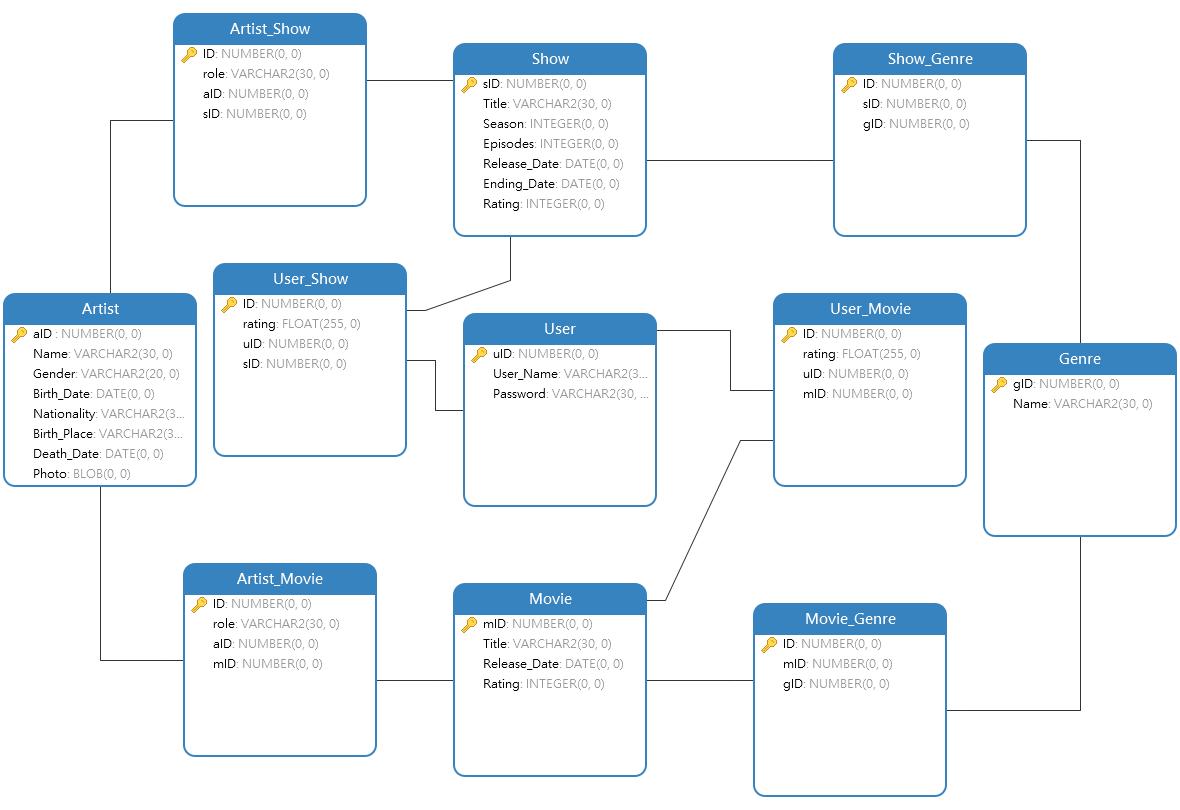 Artist_Show
ID: NUMBER(0, 0)
role: VARCHAR2(30, 0)
aID: NUMBER(0, 0)
sID: NUMBER(0, 0)
Show
sID: NUMBER(0, 0)
Title: VARCHAR2(30, 0)
Season: INTEGER(0, 0)
Episodes: INTEGER(0, 0)
Release_Date: DATE(0, 0)
Ending_Date: DATE(0, 0)
Rating: INTEGER(0, 0)
Show_Genre
ID: NUMBER(0, 0)
sID: NUMBER(0, 0)
gID: NUMBER(0, 0)
User_Show
ID: NUMBER(0, 0)
rating: FLOAT(255, 0)
uID: NUMBER(0, 0)
sID: NUMBER(0, 0)
Artist
aID : NUMBER(0, 0)
Name: VARCHAR2(30, 0)
Gender: VARCHAR2(20, 0)
Birth_Date: DATE(0, 0)
Nationality: VARCHAR2(3...
Birth_Place: VARCHAR2(3...
Death_Date: DATE(0, 0)
Photo: BLOB(0, 0)
User
uID: NUMBER(0, 0)
User_Name: VARCHAR2(3...
Password: VARCHAR2(30, ...
User_Movie
ID: NUMBER(0, 0)
rating: FLOAT(255, 0)
uID: NUMBER(0, 0)
mID: NUMBER(0, 0)
Genre
gID: NUMBER(0, 0)
Name: VARCHAR2(30, 0)
Artist_Movie
ID: NUMBER(0, 0)
role: VARCHAR2(30, 0)
aID: NUMBER(0, 0)
mID: NUMBER(0, 0)
Movie
mID: NUMBER(0, 0)
Title: VARCHAR2(30, 0)
Release_Date: DATE(0, 0)
Rating: INTEGER(0, 0)
Movie_Genre
ID: NUMBER(0, 0)
mID: NUMBER(0, 0)
gID: NUMBER(0, 0)